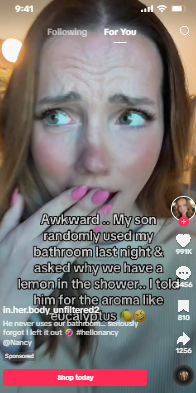 9:41
Following
For You
Awkward .. My son
randomly used my
bathroom last night &
asked why we have a
lemon in the shower.. I told
him for the aroma like
eucalyptus 🤣🍋
991K
3456
810
1256
in.her.body_unfiltered2
He never uses our bathroom... seriously
forgot I left it out 🤣 #hellonancy
@Nancy
Sponsored
Shop today